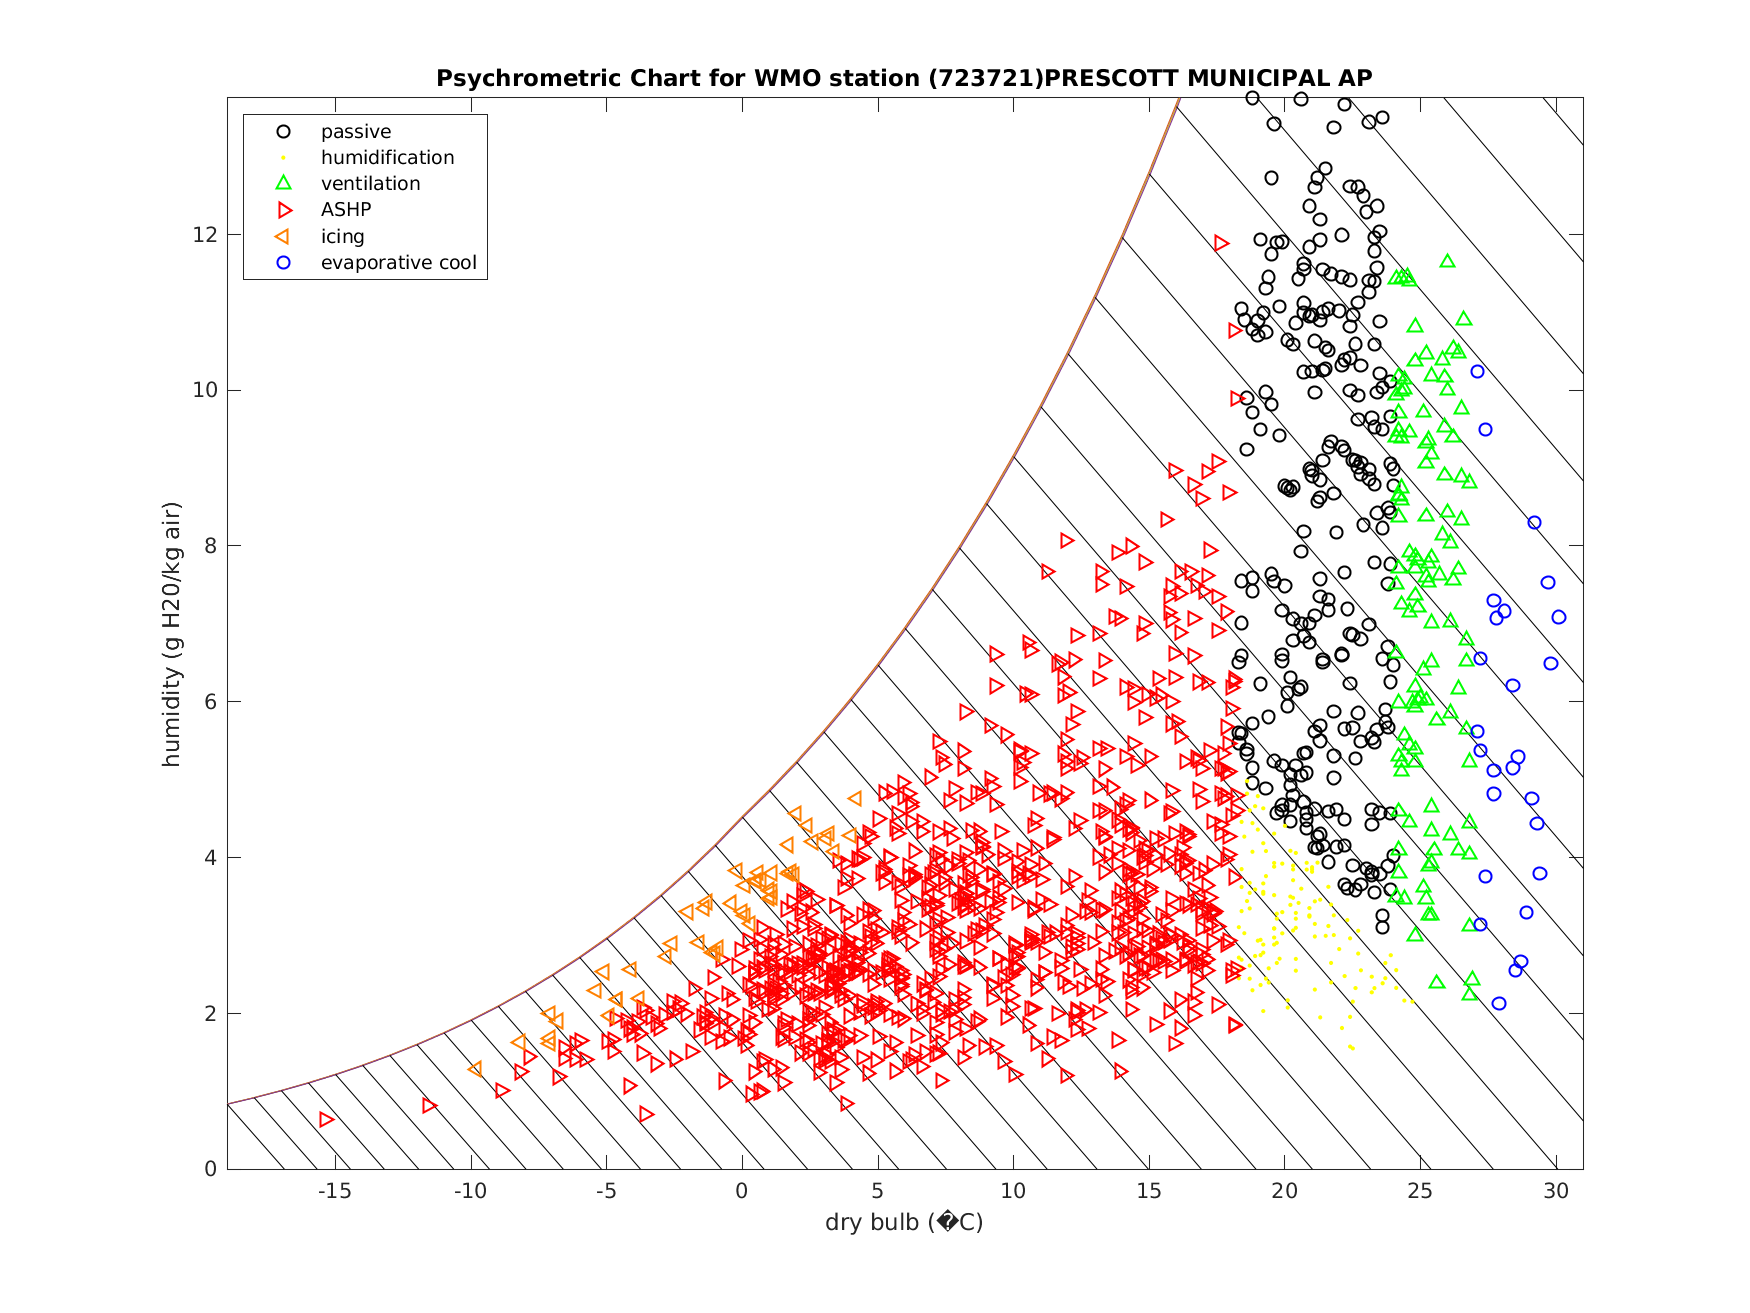 Psychrometric Chart for WMO station (723721)PRESCOTT MUNICIPAL AP
passive
humidification
ventilation
ASHP
icing
evaporative cool
humidity (g H20/kg air)
12
10
8
6
4
2
0
-15 -10 -5 0 5 10 15 20 25 30
dry bulb (�C)